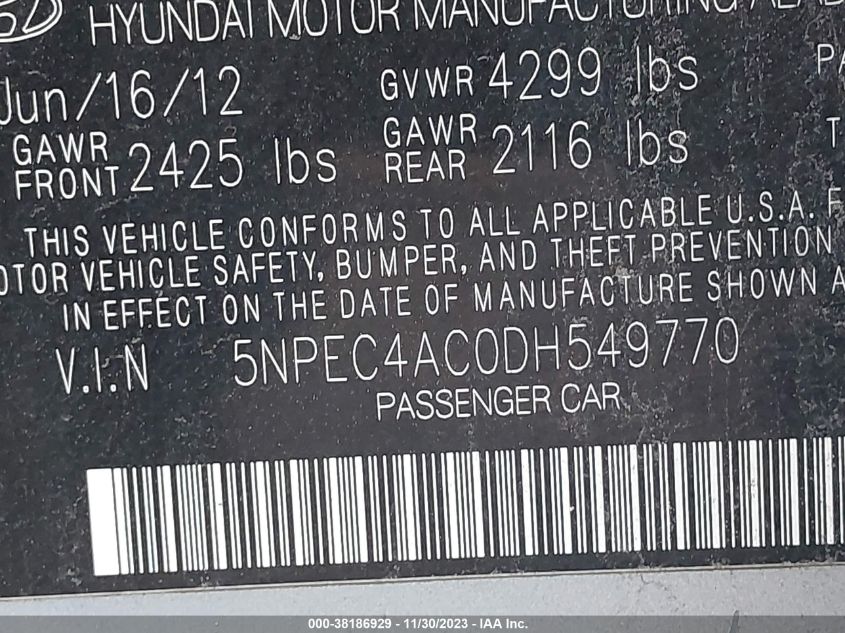 HYUNDAI MOTOR MANUFACTURING
Jun/16/12 GVWR 4299 lbs
GAWR FRONT 2425 lbs GAWR REAR 2116 lbs
THIS VEHICLE CONFORMS TO ALL APPLICABLE U.S.A. F
OTOR VEHICLE SAFETY, BUMPER, AND THEFT PREVENTION
IN EFFECT ON THE DATE OF MANUFACTURE SHOWN A
V.I.N 5NPEC4AC0DH549770
PASSENGER CAR
000-38186929 - 11/30/2023 - IAA Inc.